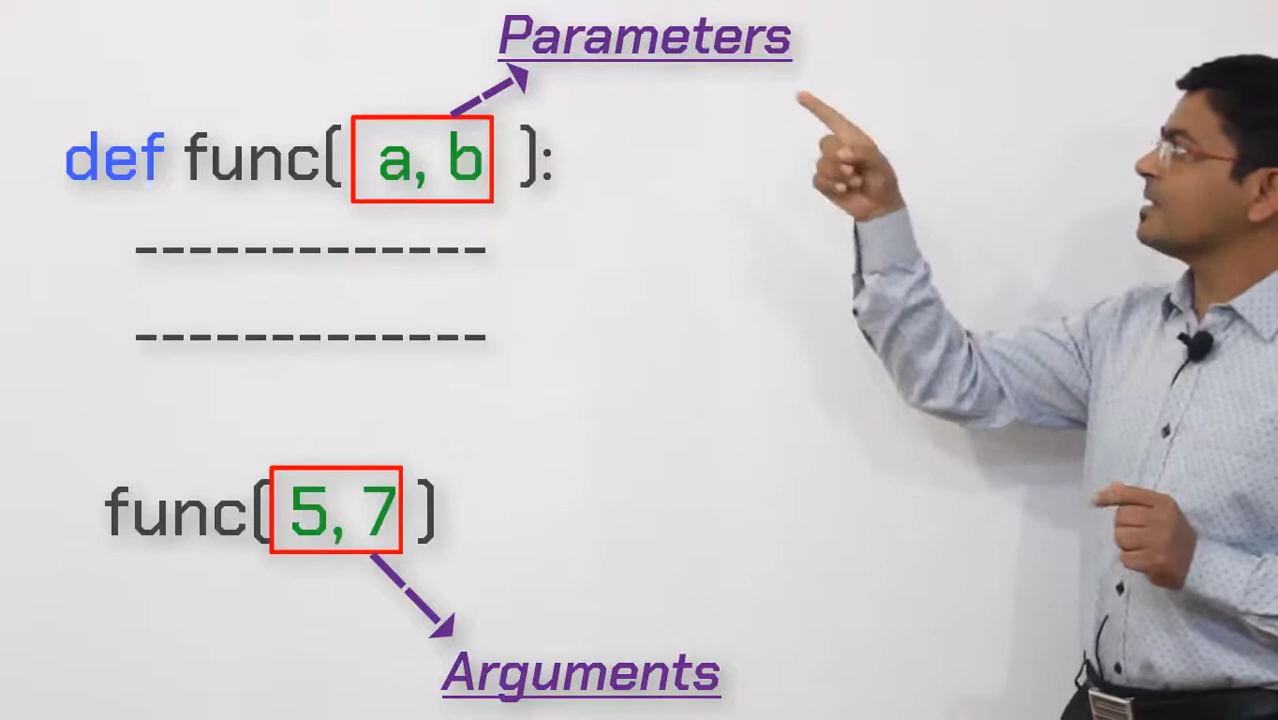 Parameters
def func( a, b ):
-------------
-------------
func( 5, 7 )
Arguments